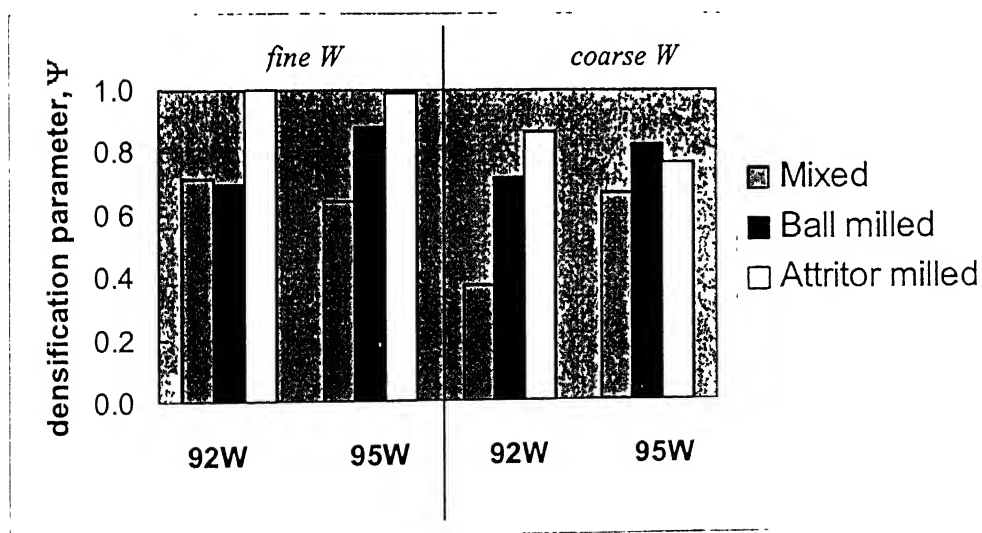 fine W
coarse W
densification parameter, Ψ
1.0
0.8
0.6
0.4
0.2
0.0
92W
95W
92W
95W
Mixed
Ball milled
Attritor milled